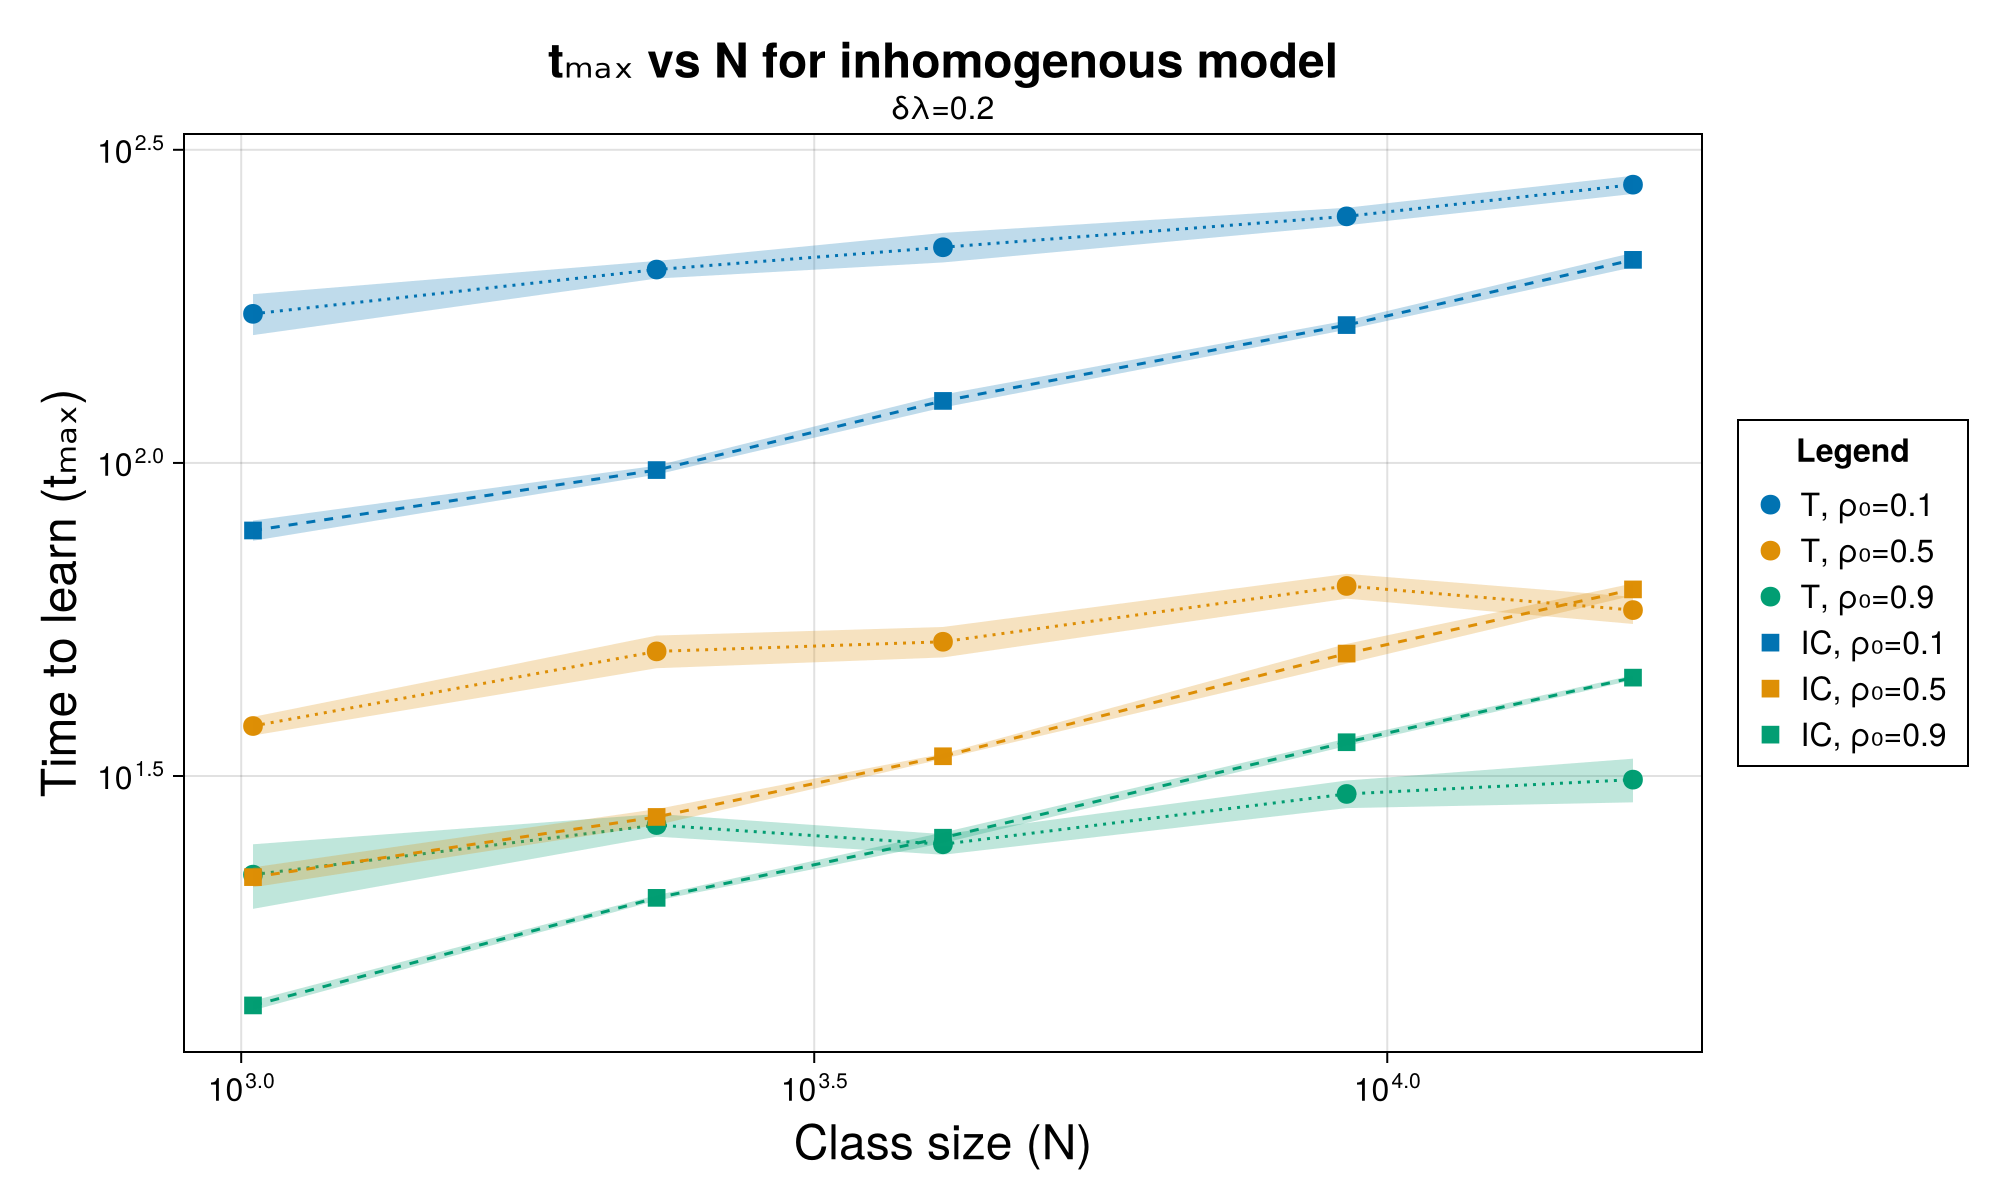 tₘₐₓ vs N for inhomogenous model
δλ=0.2
Time to learn (tₘₐₓ)
10^2.5
10^2.0
10^1.5
10^3.0
10^3.5
10^4.0
Class size (N)
Legend
T, ρ₀=0.1
T, ρ₀=0.5
T, ρ₀=0.9
IC, ρ₀=0.1
IC, ρ₀=0.5
IC, ρ₀=0.9